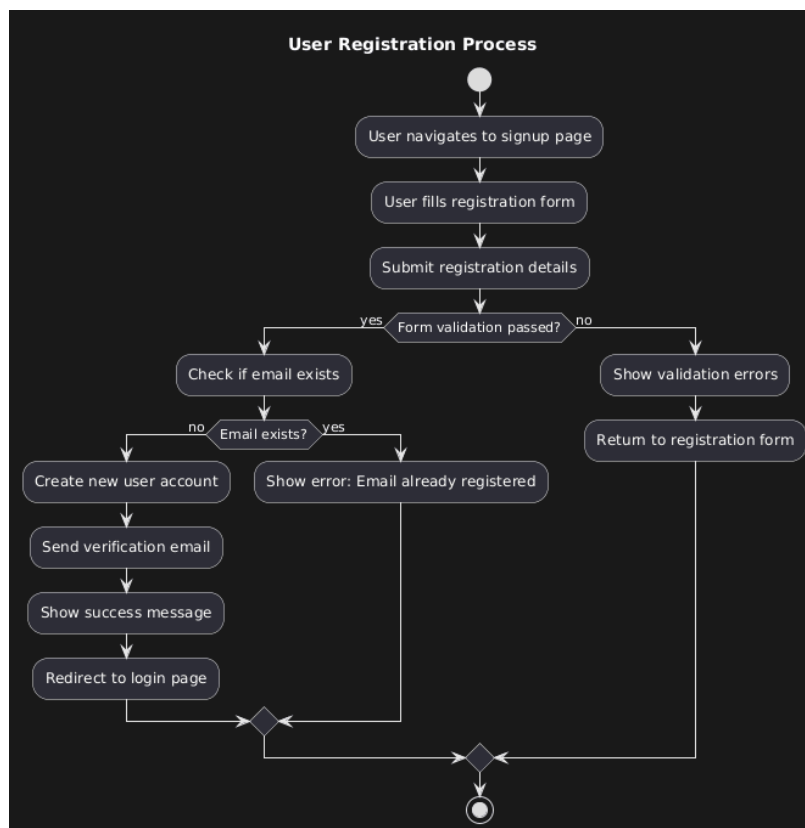 User Registration Process
User navigates to signup page
User fills registration form
Submit registration details
yes
Form validation passed?
no
Check if email exists
Show validation errors
no
Email exists?
yes
Return to registration form
Create new user account
Show error: Email already registered
Send verification email
Show success message
Redirect to login page